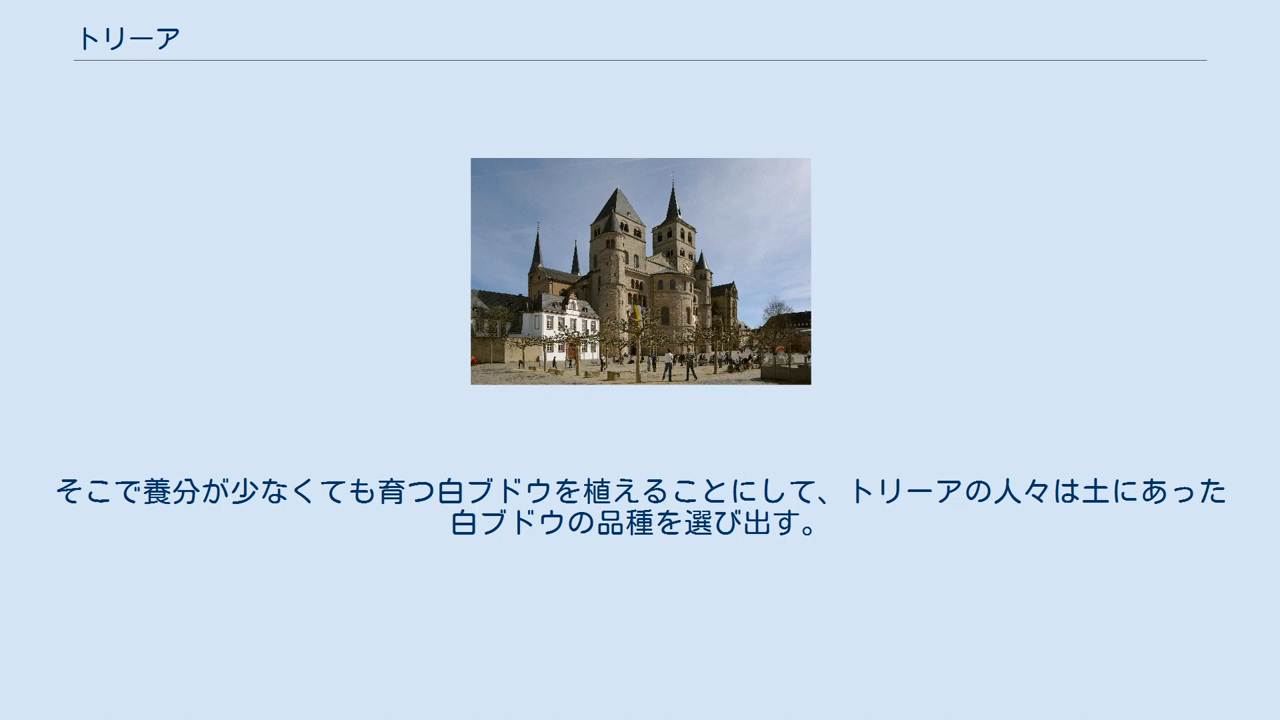 トリーア
そこで養分が少なくても育つ白ブドウを植えることにして、トリーアの人々は土にあった
白ブドウの品種を選び出す。